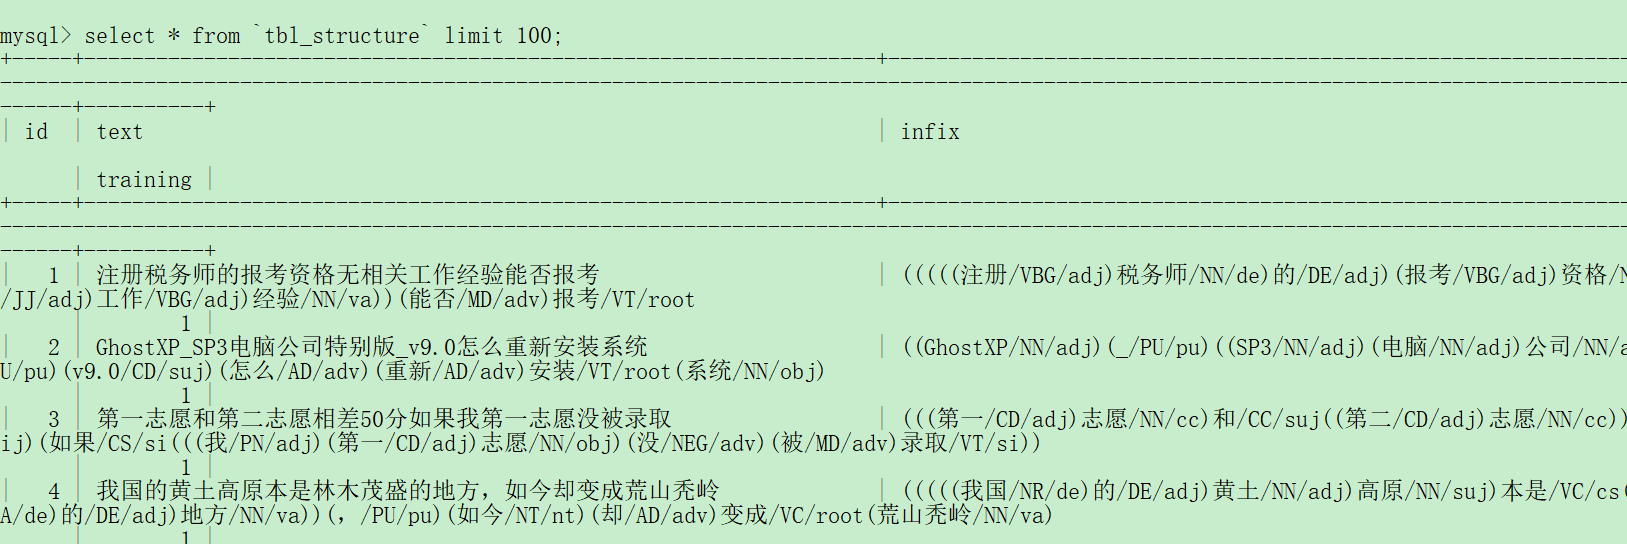 mysql> select * from `tbl_structure` limit 100;
+-----+------------------------------------------------------------------+--------------------------------------------------------------
----------------------------------------------------------------------------------------------------------------------------------------
------+----------+
| id  | text                                                             | infix
      | training |
+-----+------------------------------------------------------------------+--------------------------------------------------------------
----------------------------------------------------------------------------------------------------------------------------------------
------+----------+
|   1 | 注册税务师的报考资格无相关工作经验能否报考 | (((((注册/VBG/adj)税务师/NN/de)的/DE/adj)(报考/VBG/adj)资格/
/JJ/adj)工作/VBG/adj)经验/NN/va))(能否/MD/adv)报考/VT/root
      |        1 |
|   2 | GhostXP_SP3电脑公司特别版_v9.0怎么重新安装系统 | ((GhostXP/NN/adj)(_/PU/pu)((SP3/NN/adj)(电脑/NN/adj)公司/NN/a
U/pu)(v9.0/CD/suj)(怎么/AD/adv)(重新/AD/adv)安装/VT/root(系统/NN/obj)
      |        1 |
|   3 | 第一志愿和第二志愿相差50分如果我第一志愿没被录取 | (((第一/CD/adj)志愿/NN/cc)和/CC/suj((第二/CD/adj)志愿/NN/cc))
ij)(如果/CS/si(((我/PN/adj)(第一/CD/adj)志愿/NN/obj)(没/NEG/adv)(被/MD/adv)录取/VT/si))
      |        1 |
|   4 | 我国的黄土高原本是林木茂盛的地方，如今却变成荒山秃岭 | (((((我国/NR/de)的/DE/adj)黄土/NN/adj)高原/NN/suj)本是/VC/cs(
A/de)的/DE/adj)地方/NN/va))(，/PU/pu)(如今/NT/nt)(却/AD/adv)变成/VC/root(荒山秃岭/NN/va)
      |        1 |